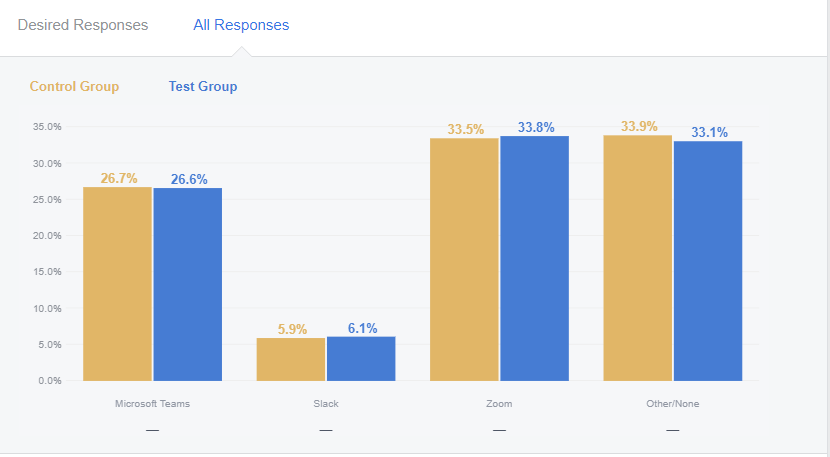 Desired Responses All Responses
Control Group Test Group
35.0%
30.0%
25.0%
20.0%
15.0%
10.0%
5.0%
0.0%
26.7% 26.6% 5.9% 6.1% 33.5% 33.8% 33.9% 33.1%
Microsoft Teams Slack Zoom Other/None
— — — —